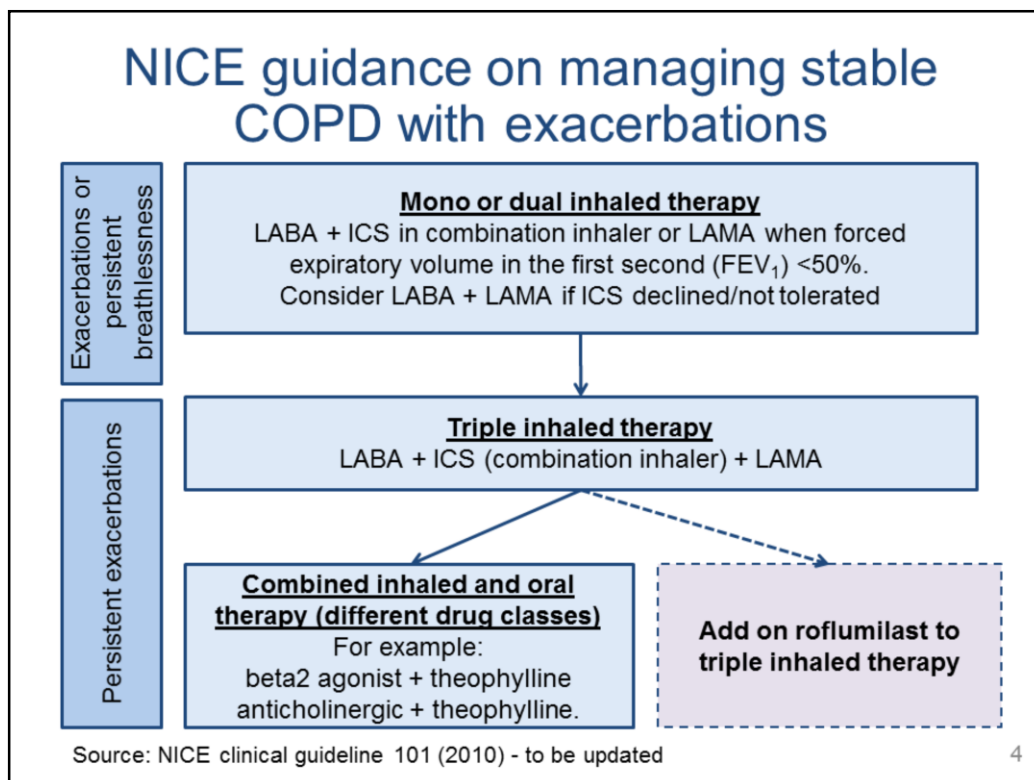 NICE guidance on managing stable
COPD with exacerbations
Exacerbations or
persistent
breathlessness
Mono or dual inhaled therapy
LABA + ICS in combination inhaler or LAMA when forced
expiratory volume in the first second (FEV₁) <50%.
Consider LABA + LAMA if ICS declined/not tolerated
Persistent exacerbations
Triple inhaled therapy
LABA + ICS (combination inhaler) + LAMA
Combined inhaled and oral
therapy (different drug classes)
For example:
beta2 agonist + theophylline
anticholinergic + theophylline.
Add on roflumilast to
triple inhaled therapy
Source: NICE clinical guideline 101 (2010) - to be updated
4